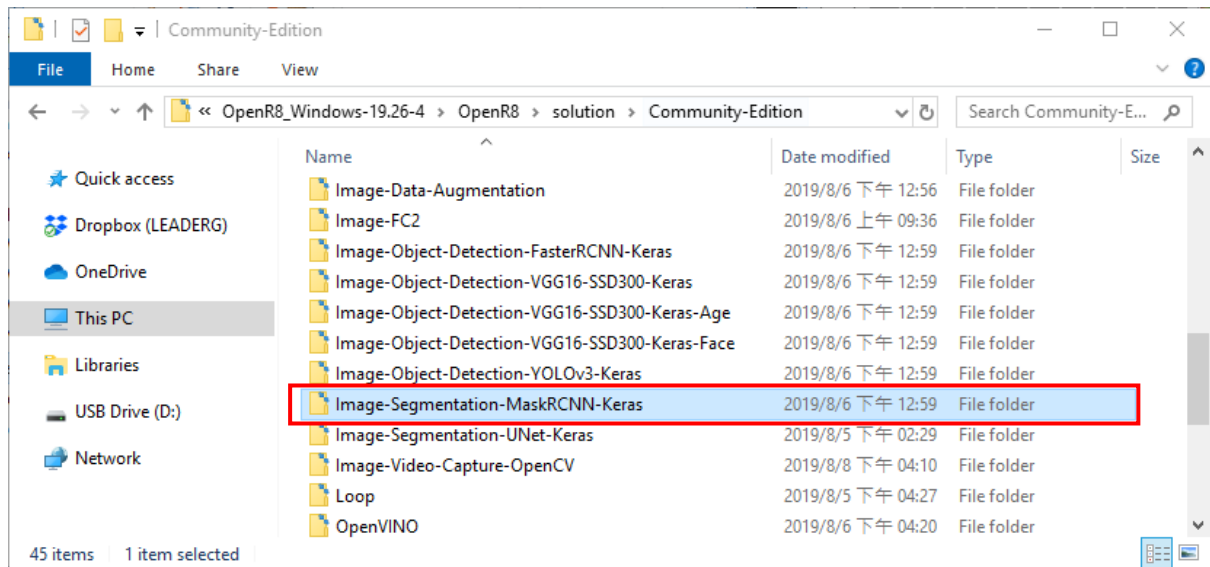 Community-Edition
File Home Share View
« OpenR8_Windows-19.26-4 › OpenR8 › solution › Community-Edition Search Community-E...
Name Date modified Type Size
Quick access
Dropbox (LEADERG)
OneDrive
This PC
Libraries
USB Drive (D:)
Network
Image-Data-Augmentation 2019/8/6 下午 12:56 File folder
Image-FC2 2019/8/6 上午 09:36 File folder
Image-Object-Detection-FasterRCNN-Keras 2019/8/6 下午 12:59 File folder
Image-Object-Detection-VGG16-SSD300-Keras 2019/8/6 下午 12:59 File folder
Image-Object-Detection-VGG16-SSD300-Keras-Age 2019/8/6 下午 12:59 File folder
Image-Object-Detection-VGG16-SSD300-Keras-Face 2019/8/6 下午 12:59 File folder
Image-Object-Detection-YOLOv3-Keras 2019/8/6 下午 12:59 File folder
Image-Segmentation-MaskRCNN-Keras 2019/8/6 下午 12:59 File folder
Image-Segmentation-UNet-Keras 2019/8/5 下午 02:29 File folder
Image-Video-Capture-OpenCV 2019/8/8 下午 04:10 File folder
Loop 2019/8/5 下午 04:27 File folder
OpenVINO 2019/8/6 下午 04:20 File folder
45 items 1 item selected